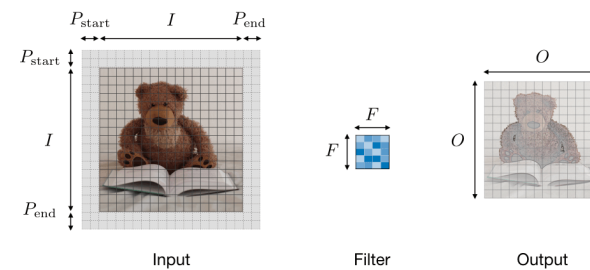 P_start I P_end
P_start
I
P_end
F
F
O
O
Input Filter Output